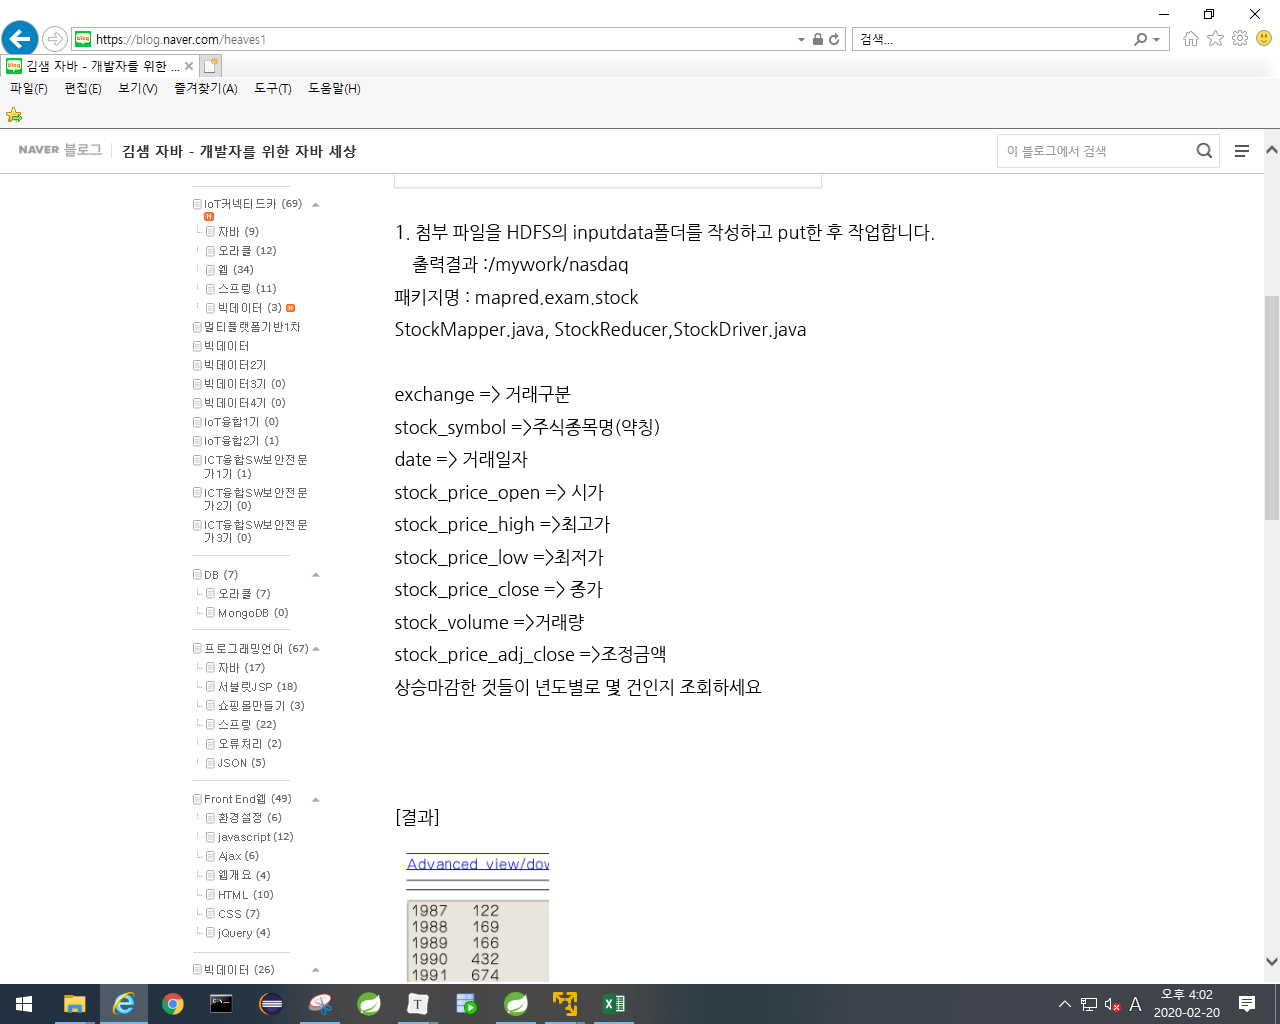 https://blog.naver.com/heaves1
검색...
김샘 자바 - 개발자를 위한 ...
파일(F) 편집(E) 보기(V) 즐겨찾기(A) 도구(T) 도움말(H)
NAVER 블로그 김샘 자바 - 개발자를 위한 자바 세상
이 블로그에서 검색
IoT커넥티드카 (69)
자바 (9)
오라클 (12)
웹 (34)
스프링 (11)
빅데이터 (3)
멀티플랫폼기반1차
빅데이터
빅데이터2기
빅데이터3기 (0)
빅데이터4기 (0)
IoT융합1기 (0)
IoT융합2기 (1)
ICT융합SW보안전문
가1기 (1)
ICT융합SW보안전문
가2기 (0)
ICT융합SW보안전문
가3기 (0)
DB (7)
오라클 (7)
MongoDB (0)
프로그래밍언어 (67)
자바 (17)
서블릿JSP (18)
쇼핑몰만들기 (3)
스프링 (22)
오류처리 (2)
JSON (5)
Front End웹 (49)
환경설정 (6)
javascript (12)
Ajax (6)
웹개요 (4)
HTML (10)
CSS (7)
jQuery (4)
빅데이터 (26)
1. 첨부 파일을 HDFS의 inputdata폴더를 작성하고 put한 후 작업합니다.
출력결과 :/mywork/nasdaq
패키지명 : mapred.exam.stock
StockMapper.java, StockReducer,StockDriver.java
exchange => 거래구분
stock_symbol =>주식종목명(약칭)
date => 거래일자
stock_price_open => 시가
stock_price_high =>최고가
stock_price_low =>최저가
stock_price_close => 종가
stock_volume =>거래량
stock_price_adj_close =>조정금액
상승마감한 것들이 년도별로 몇 건인지 조회하세요
[결과]
Advanced view/dow
1987 122
1988 169
1989 166
1990 432
1991 674
A
오후 4:02
2020-02-20